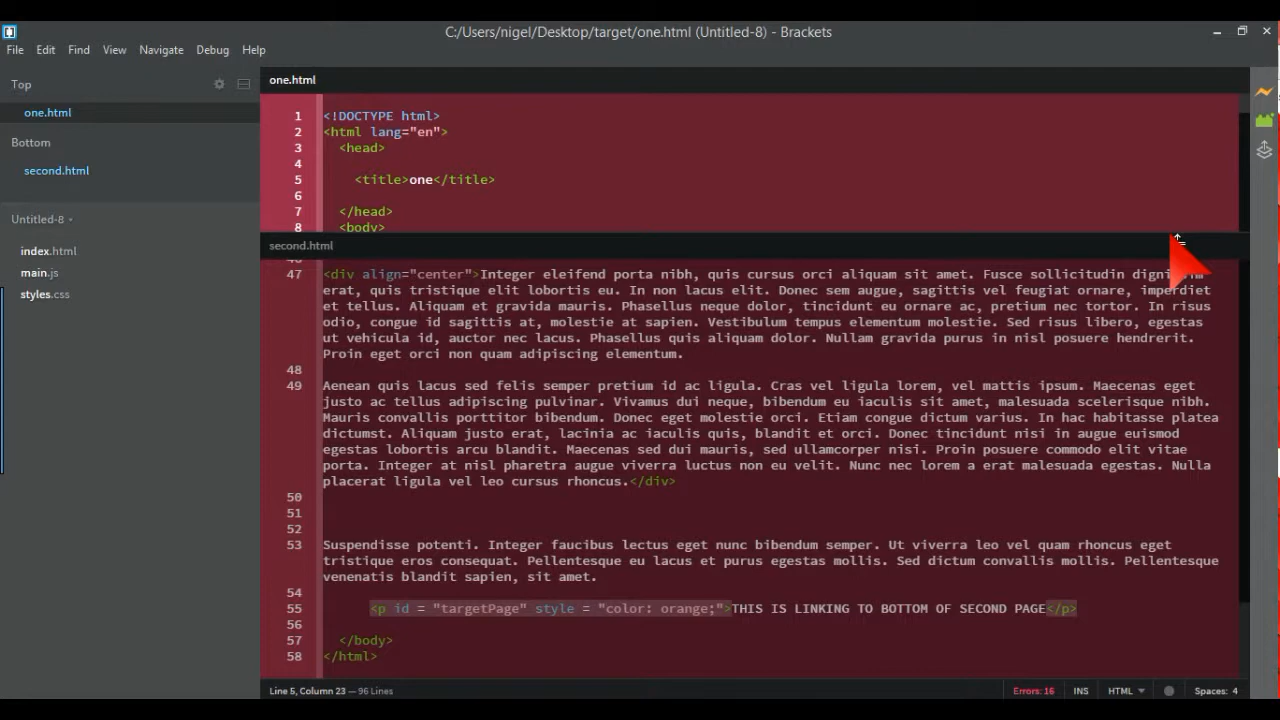 C:/Users/nigel/Desktop/target/one.html (Untitled-8) - Brackets
File Edit Find View Navigate Debug Help
Top
one.html
Bottom
second.html
Untitled-8
index.html
main.js
styles.css
one.html
1 <!DOCTYPE html>
2 <html lang="en">
3 <head>
4
5 <title>one</title>
6
7 </head>
8 <body>
second.html
47 <div align="center">Integer eleifend porta nibh, quis cursus orci aliquam sit amet. Fusce sollicitudin
erat, quis tristique elit lobortis eu. In non lacus elit. Donec sem augue, sagittis vel feugiat ornare, imperdiet
et tellus. Aliquam et gravida mauris. Phasellus neque dolor, tincidunt eu ornare ac, pretium nec tortor. In risus
odio, congue id sagittis at, molestie at sapien. Vestibulum tempus elementum molestie. Sed risus libero, egestas
ut vehicula id, auctor nec lacus. Phasellus quis aliquam dolor. Nullam gravida purus in nisl posuere hendrerit.
Proin eget orci non quam adipiscing elementum.
48
49 Aenean quis lacus sed felis semper pretium id ac ligula. Cras vel ligula lorem, vel mattis ipsum. Maecenas eget
justo ac tellus adipiscing pulvinar. Vivamus dui neque, bibendum eu iaculis sit amet, malesuada scelerisque nibh.
Mauris convallis porttitor bibendum. Donec eget molestie orci. Etiam congue dictum varius. In hac habitasse platea
dictumst. Aliquam justo erat, lacinia ac iaculis quis, blandit et orci. Donec tincidunt nisi in augue euismod
egestas lobortis arcu blandit. Maecenas sed dui mauris, sed ullamcorper nisi. Proin posuere commodo elit vitae
porta. Integer at nisl pharetra augue viverra luctus non eu velit. Nunc nec lorem a erat malesuada egestas. Nulla
placerat ligula vel leo cursus rhoncus.</div>
50
51
52
53 Suspendisse potenti. Integer faucibus lectus eget nunc bibendum semper. Ut viverra leo vel quam rhoncus eget
tristique eros consequat. Pellentesque eu lacus et purus egestas mollis. Sed dictum convallis mollis. Pellentesque
venenatis blandit sapien, sit amet.
54
55 <p id = "targetPage" style = "color: orange;">THIS IS LINKING TO BOTTOM OF SECOND PAGE</p>
56
57 </body>
58 </html>
Line 5, Column 23 — 96 Lines
Errors: 16 INS HTML Spaces: 4